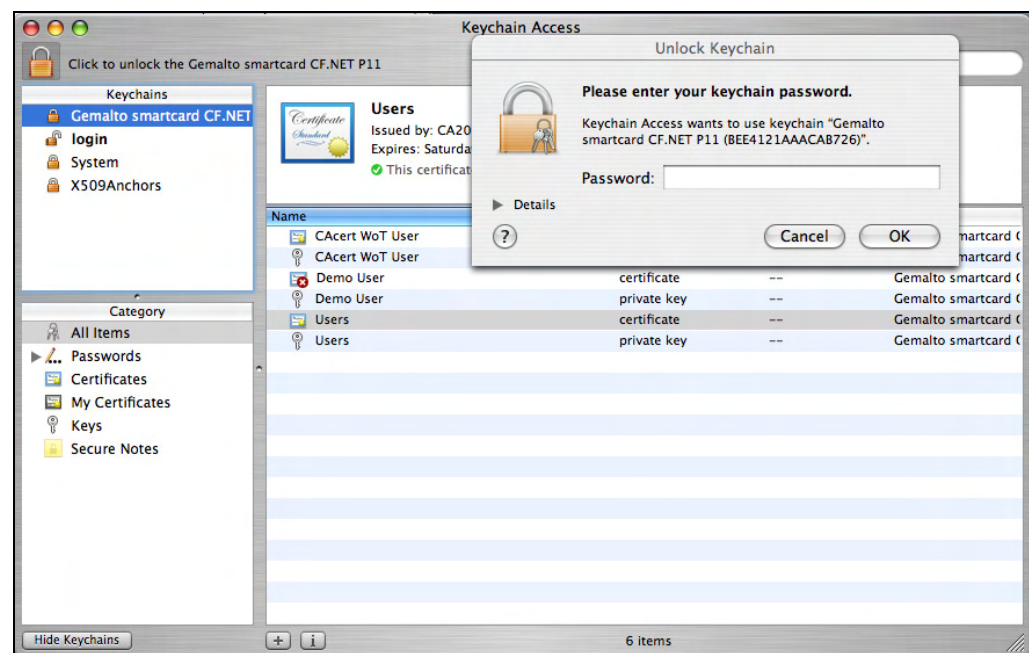 Keychain Access
Click to unlock the Gemalto smartcard CF.NET P11
Unlock Keychain
Please enter your keychain password.
Keychain Access wants to use keychain "Gemalto
smartcard CF.NET P11 (BEE4121AAACAB726)".
Password:
Details
?
Cancel
OK
Keychains
Gemalto smartcard CF.NET
login
System
X509Anchors
Certificate
Standard
Users
Issued by: CA20
Expires: Saturda
This certificat
Name
CAcert WoT User
martcard
CAcert WoT User
martcard
Demo User certificate -- Gemalto smartcard
Demo User private key -- Gemalto smartcard
Users certificate -- Gemalto smartcard
Users private key -- Gemalto smartcard
Category
All Items
Passwords
Certificates
My Certificates
Keys
Secure Notes
Hide Keychains
+
i
6 items